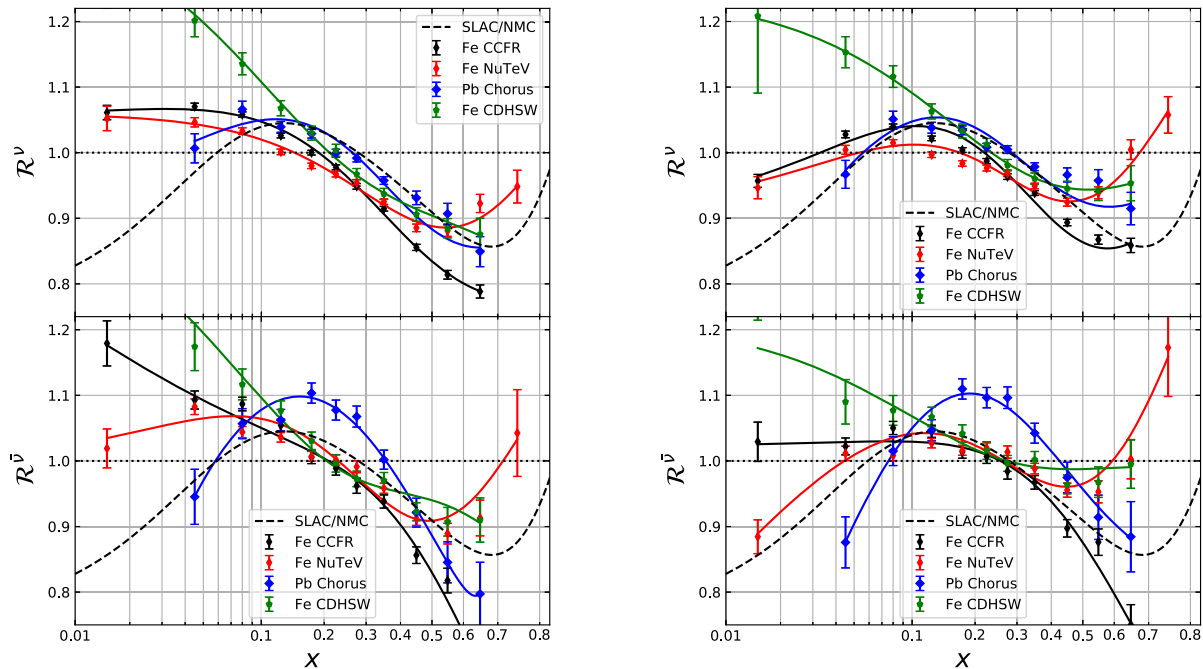 1.2
1.1
1.0
0.9
0.8
ℛ^ν
SLAC/NMC
Fe CCFR
Fe NuTeV
Pb Chorus
Fe CDHSW
1.2
1.1
1.0
0.9
0.8
ℛ^ν̄
SLAC/NMC
Fe CCFR
Fe NuTeV
Pb Chorus
Fe CDHSW
0.01 0.1 0.2 0.3 0.4 0.5 0.6 0.8
x
1.2
1.1
1.0
0.9
0.8
ℛ^ν
SLAC/NMC
Fe CCFR
Fe NuTeV
Pb Chorus
Fe CDHSW
1.2
1.1
1.0
0.9
0.8
ℛ^ν̄
SLAC/NMC
Fe CCFR
Fe NuTeV
Pb Chorus
Fe CDHSW
0.01 0.1 0.2 0.3 0.4 0.5 0.6 0.8
x